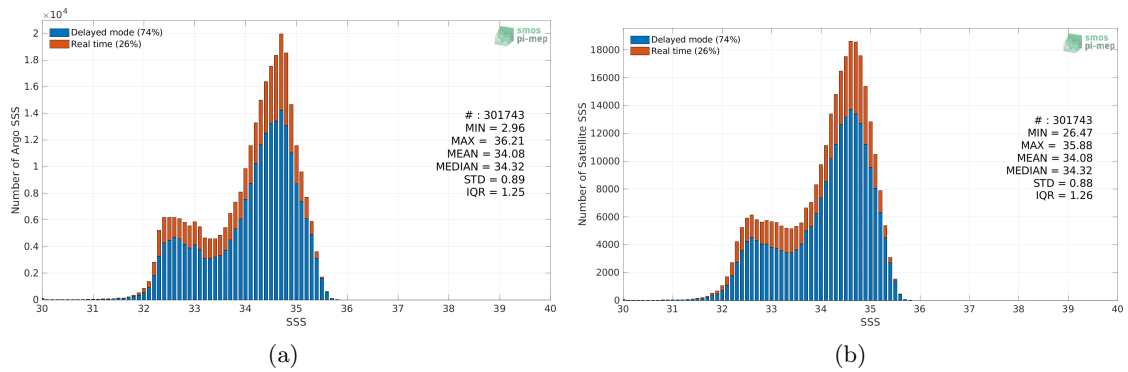 ×10⁴
2
1.8
1.6
1.4
1.2
1
0.8
0.6
0.4
0.2
0
Number of Argo SSS
Delayed mode (74%)
Real time (26%)
smos
pi-mep
# : 301743
MIN = 2.96
MAX = 36.21
MEAN = 34.08
MEDIAN = 34.32
STD = 0.89
IQR = 1.25
30 31 32 33 34 35 36 37 38 39 40
SSS
(a)
18000
16000
14000
12000
10000
8000
6000
4000
2000
0
Number of Satellite SSS
Delayed mode (74%)
Real time (26%)
smos
pi-mep
# : 301743
MIN = 26.47
MAX = 35.88
MEAN = 34.08
MEDIAN = 34.32
STD = 0.88
IQR = 1.26
30 31 32 33 34 35 36 37 38 39 40
SSS
(b)